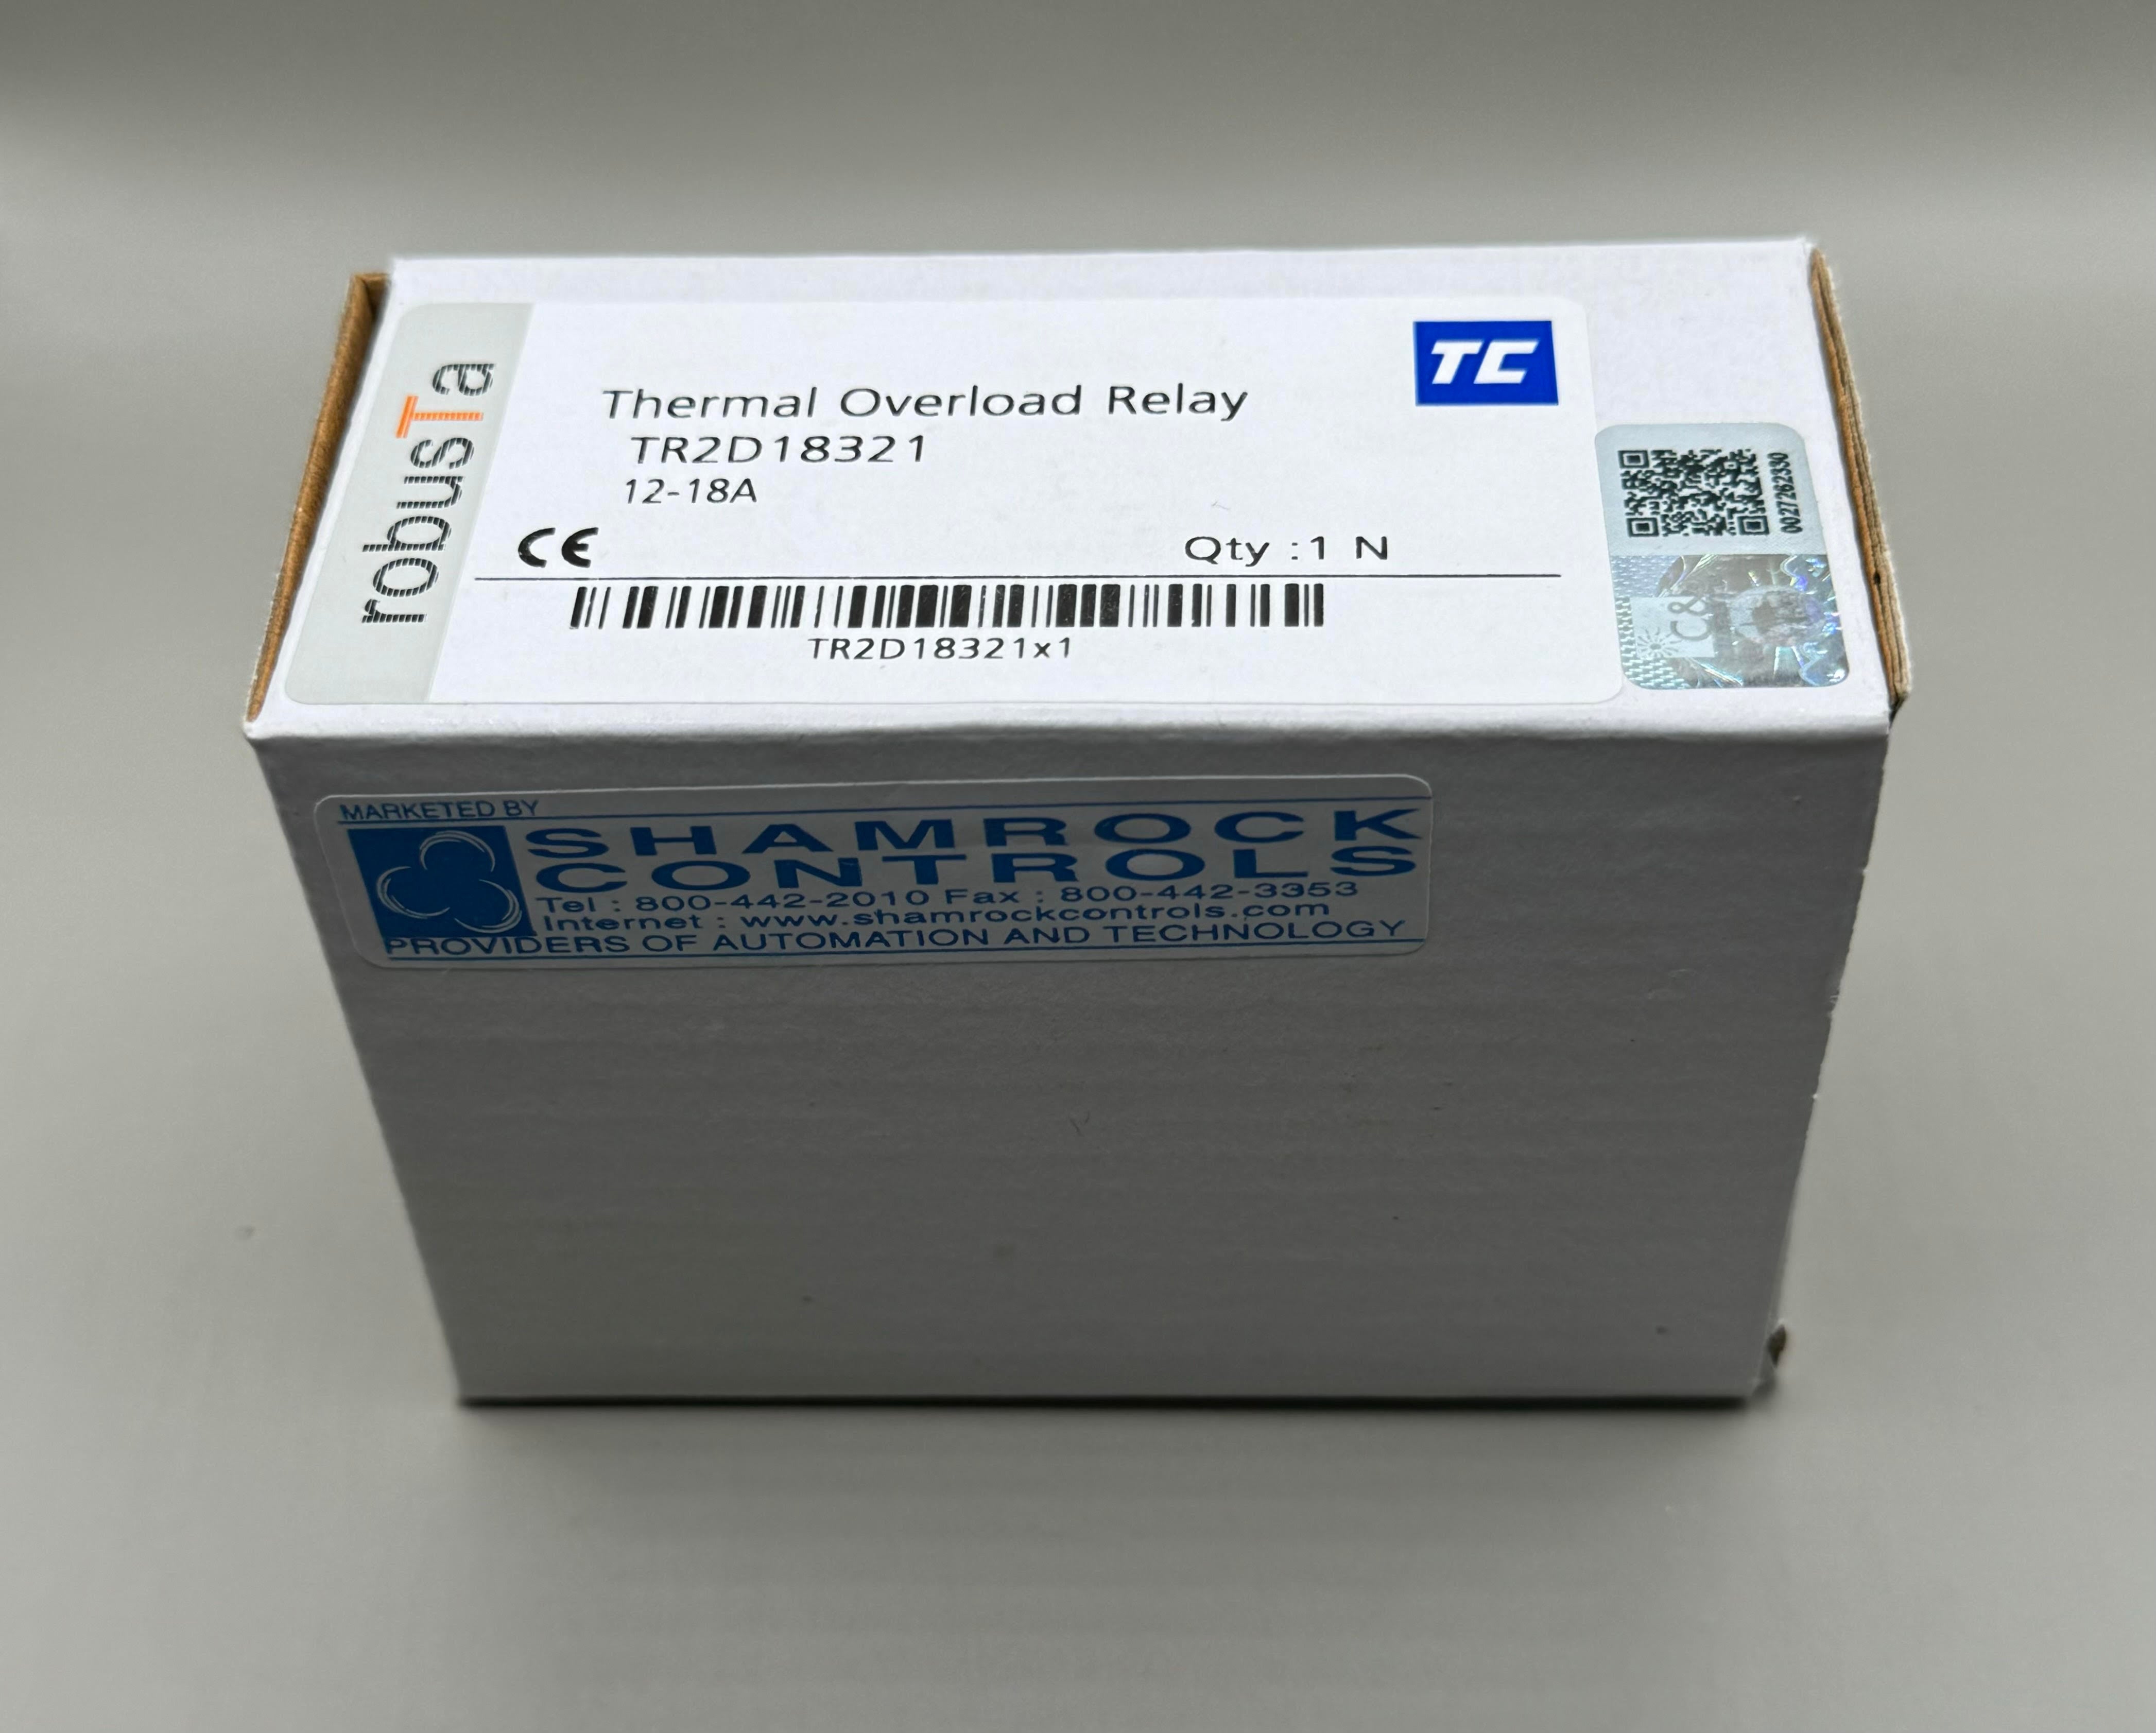 robusTa
TC
Thermal Overload Relay
TR2D18321
12-18A
CE
Qty :1 N
TR2D18321x1
0027262330
C&
MARKETED BY
SHAMROCK
CONTROLS
Tel : 800-442-2010 Fax : 800-442-3353
Internet : www.shamrockcontrols.com
PROVIDERS OF AUTOMATION AND TECHNOLOGY